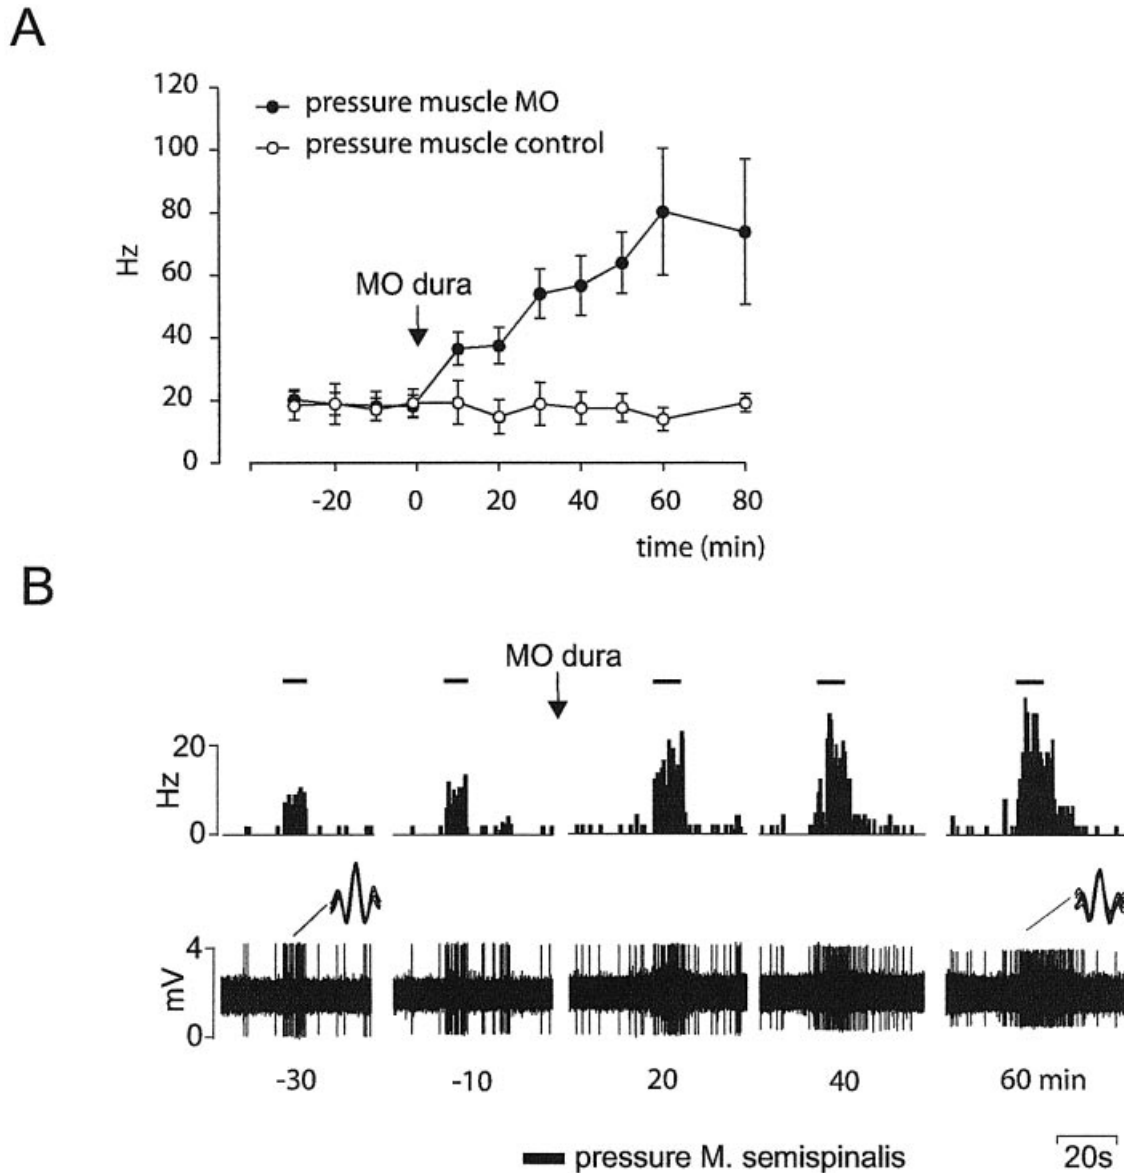 A
120
100
80
60
40
20
0
Hz
pressure muscle MO
pressure muscle control
MO dura
-20 0 20 40 60 80
time (min)
B
MO dura
20
0
Hz
4
0
mV
-30 -10 20 40 60 min
pressure M. semispinalis 20s